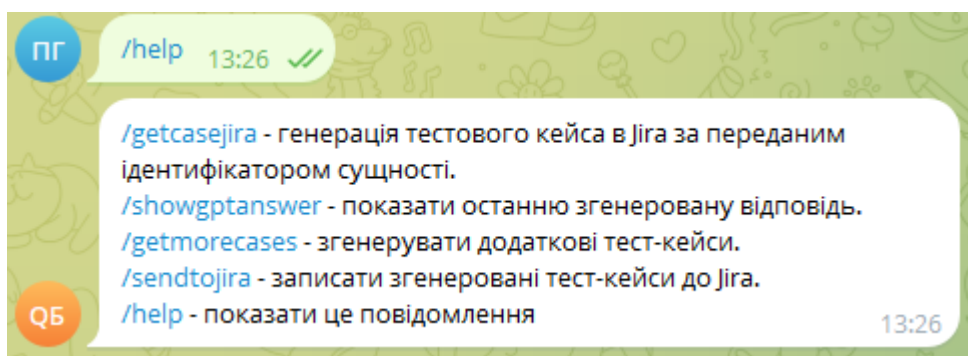 ПГ
/help 13:26
/getcasejira - генерація тестового кейса в Jira за переданим
ідентифікатором сущності.
/showgptanswer - показати останню згенеровану відповідь.
/getmorecases - згенерувати додаткові тест-кейси.
/sendtojira - записати згенеровані тест-кейси до Jira.
QБ
/help - показати це повідомлення
13:26